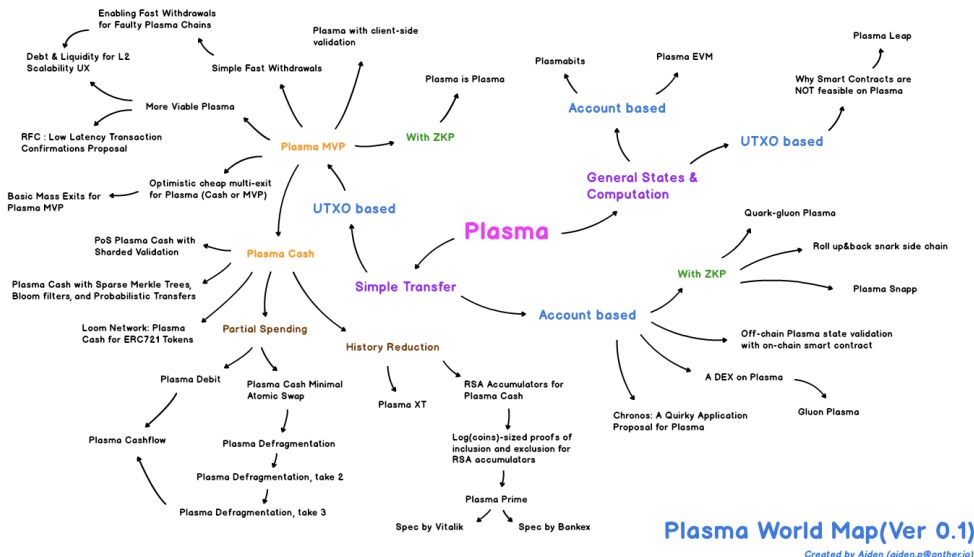 Enabling Fast Withdrawals
for Faulty Plasma Chains
Debt & Liquidity for L2
Scalability UX
Simple Fast Withdrawals
Plasma with client-side
validation
More Viable Plasma
RFC : Low Latency Transaction
Confirmations Proposal
Plasma is Plasma
With ZKP
Plasma MVP
Optimistic cheap multi-exit
for Plasma (Cash or MVP)
Basic Mass Exits for
Plasma MVP
UTXO based
Plasmabits
Plasma EVM
Account based
Plasma Leap
Why Smart Contracts are
NOT feasible on Plasma
UTXO based
General States &
Computation
Plasma
Simple Transfer
PoS Plasma Cash with
Sharded Validation
Plasma Cash
Plasma Cash with Sparse Merkle Trees,
Bloom filters, and Probabilistic Transfers
Loom Network: Plasma
Cash for ERC721 Tokens
Partial Spending
History Reduction
Plasma Debit
Plasma Cash Minimal
Atomic Swap
Plasma XT
RSA Accumulators for
Plasma Cash
Plasma Cashflow
Plasma Defragmentation
Log(coins)-sized proofs of
inclusion and exclusion for
RSA accumulators
Plasma Defragmentation, take 2
Plasma Defragmentation, take 3
Plasma Prime
Spec by Vitalik
Spec by Bankex
Quark-gluon Plasma
Roll up&back snark side chain
With ZKP
Plasma Snapp
Account based
Off-chain Plasma state validation
with on-chain smart contract
A DEX on Plasma
Gluon Plasma
Chronos: A Quirky Application
Proposal for Plasma
Plasma World Map(Ver 0.1)
Created by Aiden (aiden.p@onther.io)